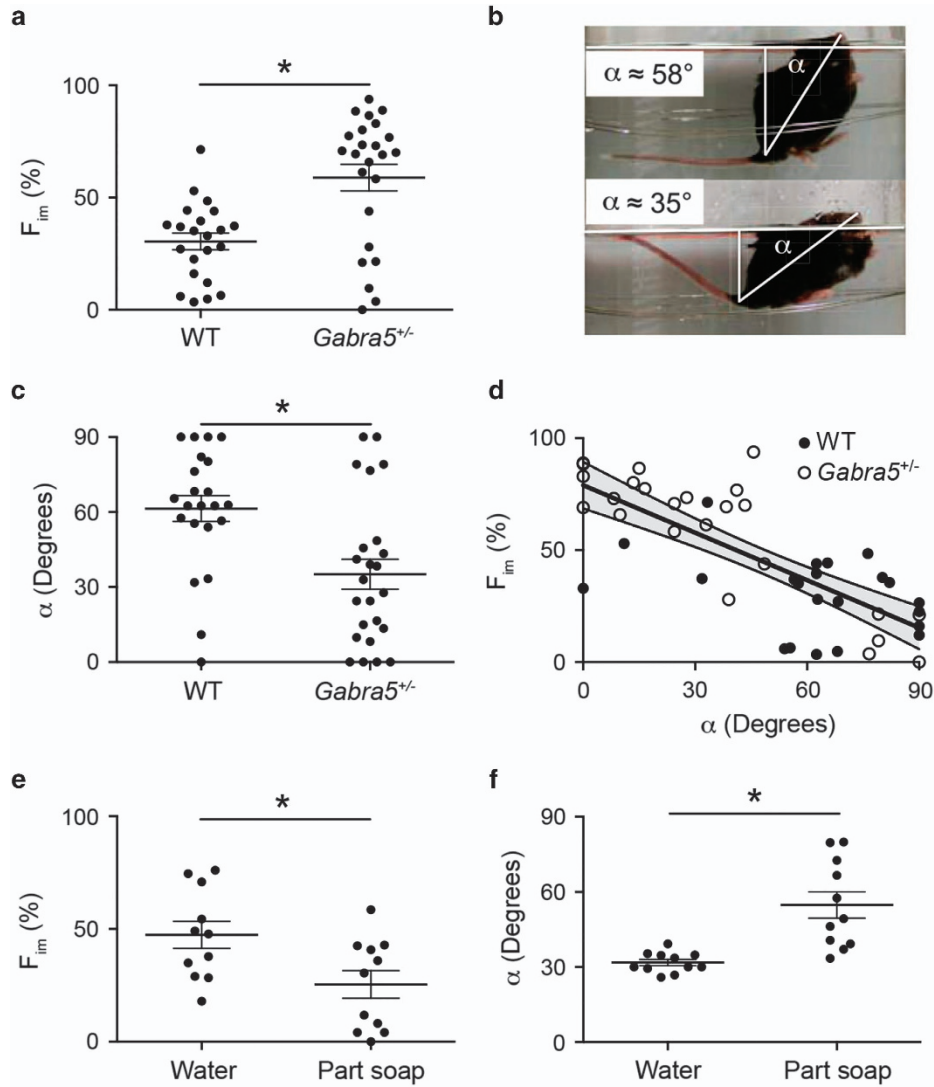 a
*
100
50
0
F_im (%)
WT
Gabra5^+/-
b
α ≈ 58°
α
α ≈ 35°
α
c
*
90
60
30
0
α (Degrees)
WT
Gabra5^+/-
d
WT
Gabra5^+/-
100
50
0
F_im (%)
0 30 60 90
α (Degrees)
e
*
100
50
0
F_im (%)
Water
Part soap
f
*
90
60
30
0
α (Degrees)
Water
Part soap